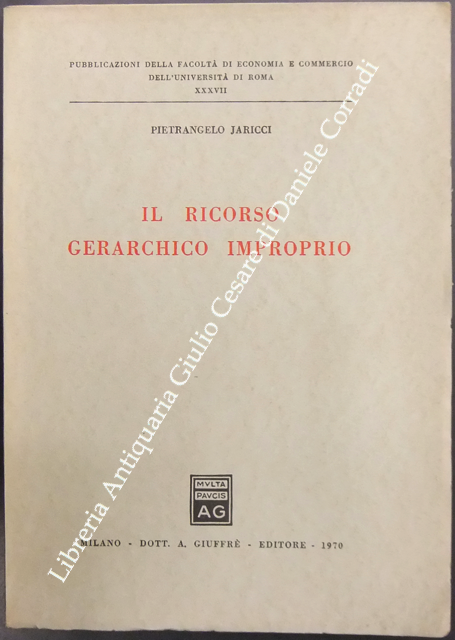 PUBBLICAZIONI DELLA FACOLTÀ DI ECONOMIA E COMMERCIO
DELL'UNIVERSITÀ DI ROMA
XXXVII
PIETRANGELO JARICCI
IL RICORSO
GERARCHICO IMPROPRIO
Libreria Antiquaria Giulio Cesare di Daniele Corradi
MVLTA
PAVCIS
AG
MILANO - DOTT. A. GIUFFRÈ - EDITORE - 1970